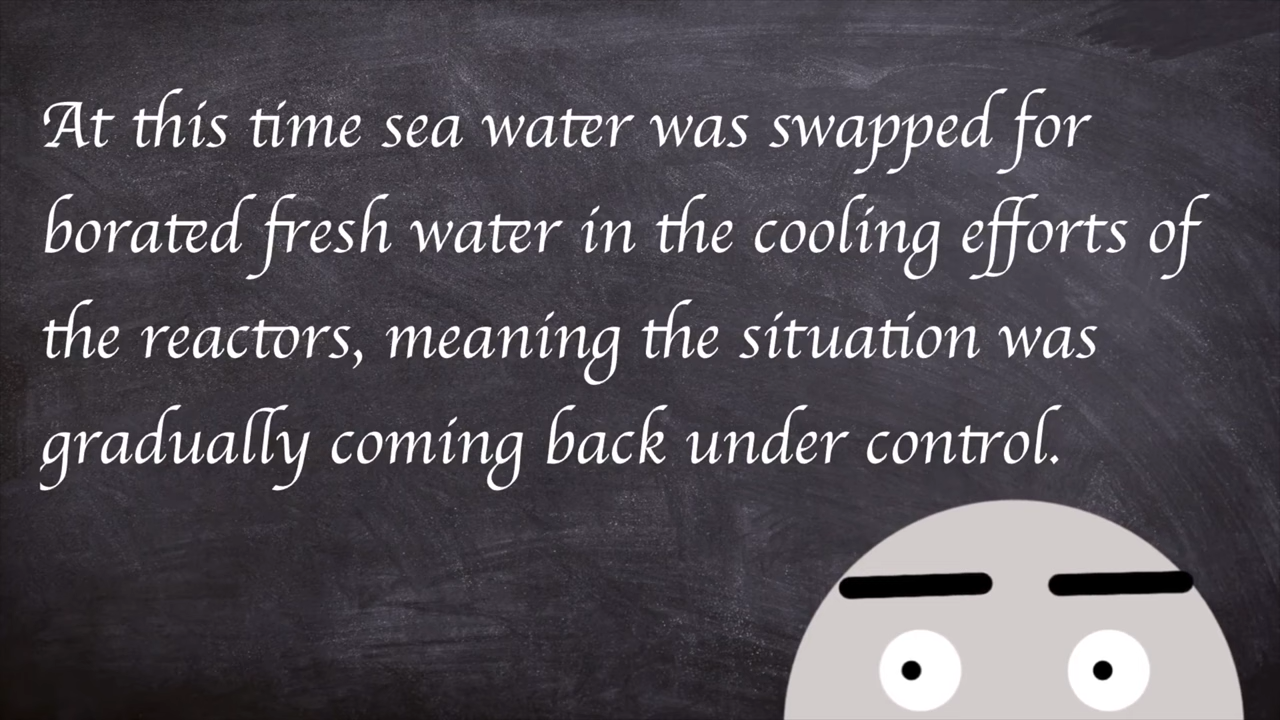 At this time sea water was swapped for
borated fresh water in the cooling efforts of
the reactors, meaning the situation was
gradually coming back under control.